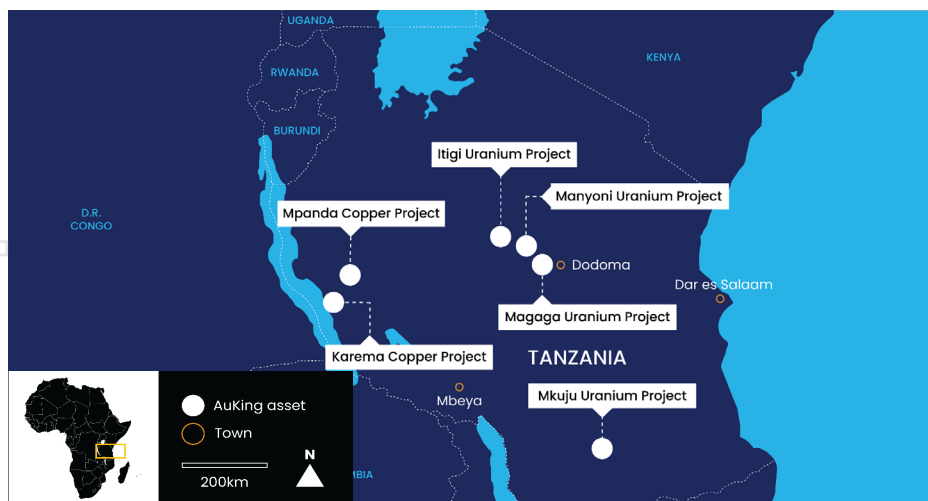 UGANDA
KENYA
RWANDA
BURUNDI
Itigi Uranium Project
Manyoni Uranium Project
D.R.
CONGO
Mpanda Copper Project
Dodoma
Dar es Salaam
Magaga Uranium Project
Karema Copper Project
TANZANIA
Mkuju Uranium Project
Mbeya
AuKing asset
Town
200km
N
MBIA